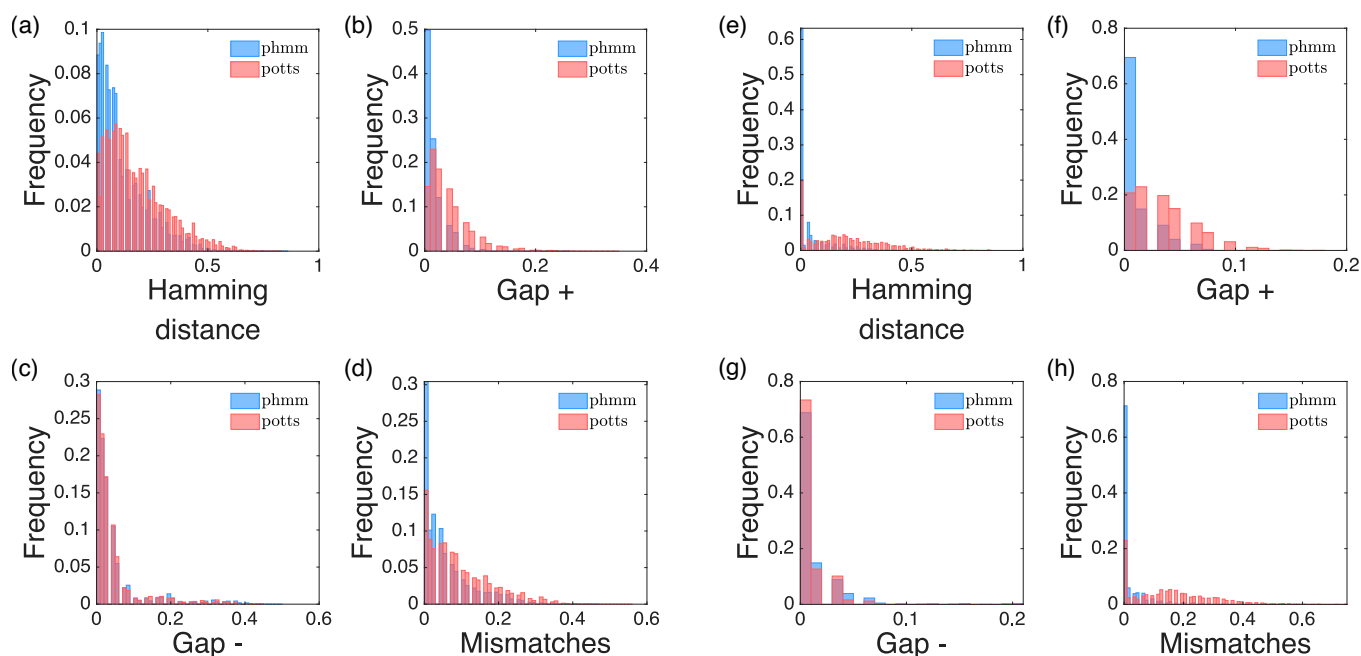 (a)
0.1
0.08
0.06
0.04
0.02
0
Frequency
phmm
potts
0
0.5
1
Hamming
distance
(b)
0.5
0.4
0.3
0.2
0.1
0
Frequency
phmm
potts
0
0.2
0.4
Gap +
(e)
0.6
0.5
0.4
0.3
0.2
0.1
0
Frequency
phmm
potts
0
0.5
1
Hamming
distance
(f)
0.8
0.6
0.4
0.2
0
Frequency
phmm
potts
0
0.1
0.2
Gap +
(c)
0.3
0.25
0.2
0.15
0.1
0.05
0
Frequency
phmm
potts
0
0.2
0.4
0.6
Gap -
(d)
0.3
0.25
0.2
0.15
0.1
0.05
0
Frequency
phmm
potts
0
0.2
0.4
0.6
Mismatches
(g)
0.8
0.6
0.4
0.2
0
Frequency
phmm
potts
0
0.1
0.2
Gap -
(h)
0.8
0.6
0.4
0.2
0
Frequency
phmm
potts
0
0.2
0.4
0.6
Mismatches